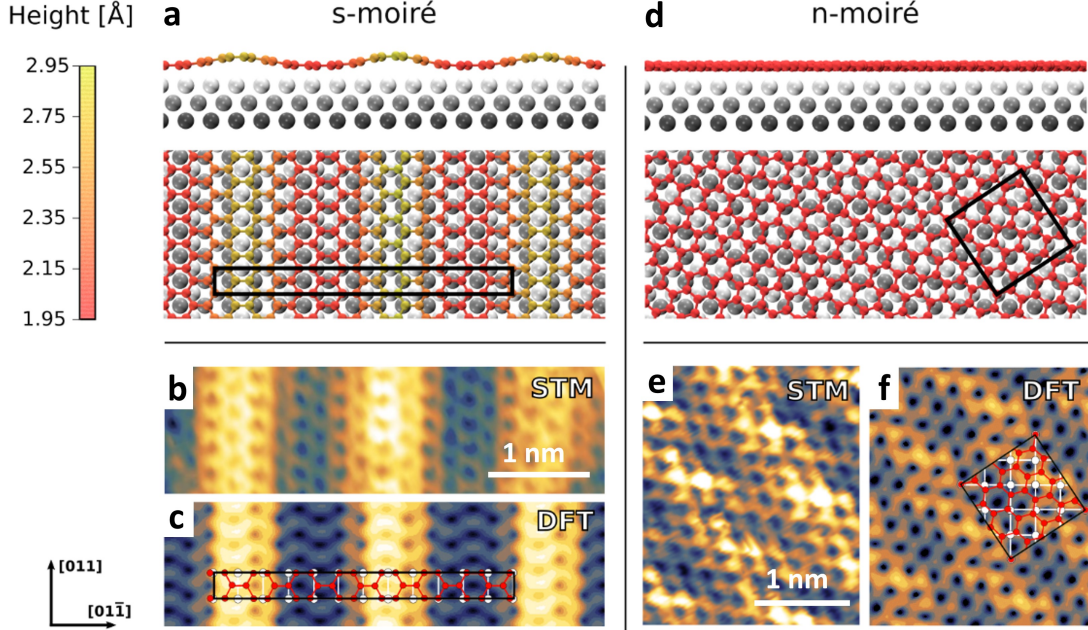 Height [Å]
2.95
2.75
2.55
2.35
2.15
1.95
a
s-moiré
d
n-moiré
b
STM
1 nm
c
DFT
e
STM
1 nm
f
DFT
[011]
[011̅]